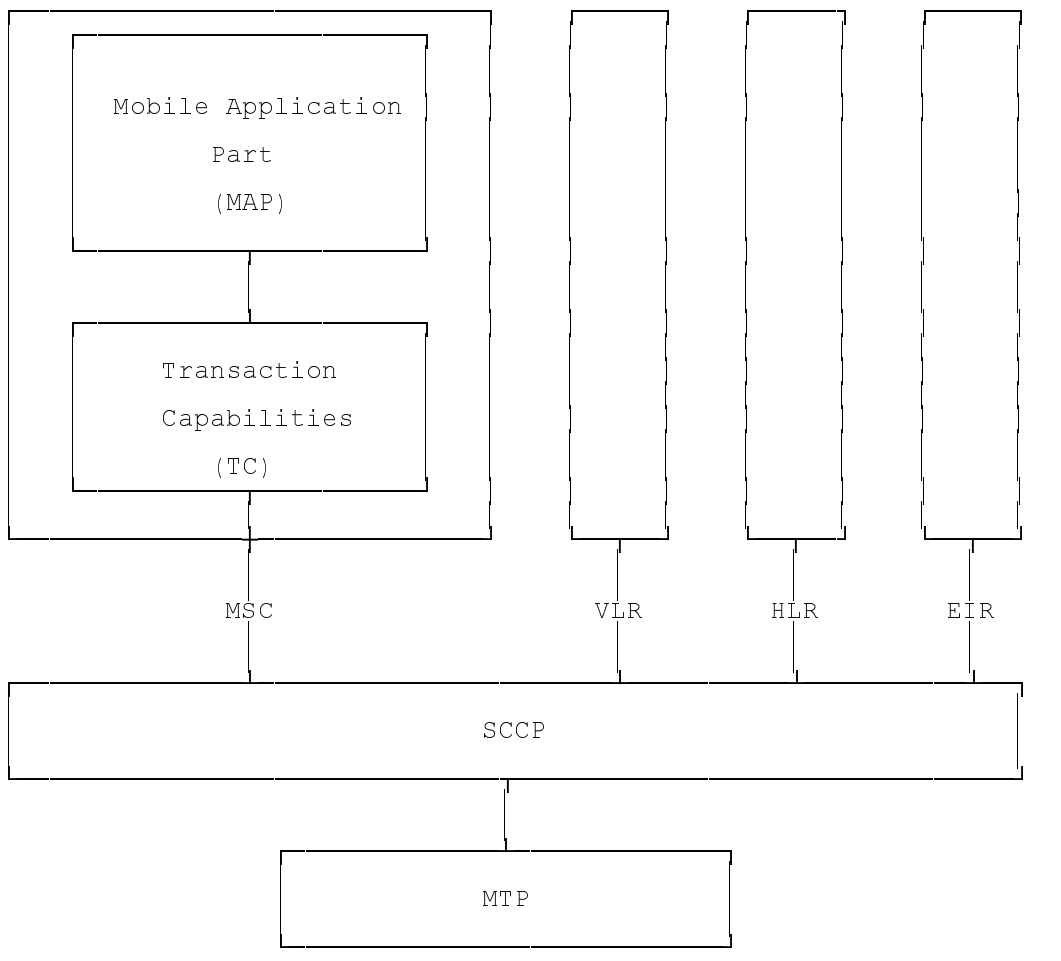 Mobile Application
Part
(MAP)
Transaction
Capabilities
(TC)
MSC
VLR
HLR
EIR
SCCP
MTP